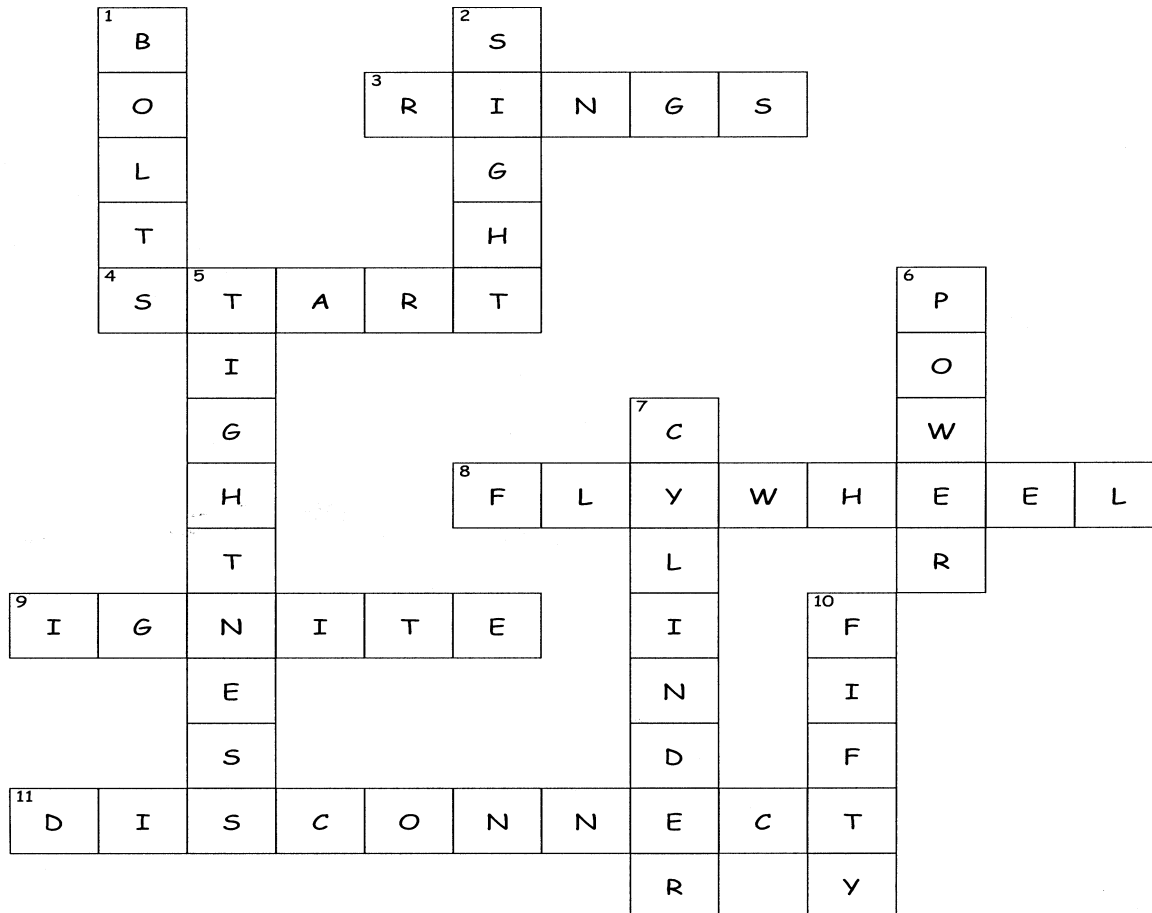 1 B 2 S
O 3 R I N G S
L G
T H
4 S 5 T A R T 6 P
I O
G 7 C W
H 8 F L Y W H E E L
T L R
9 I G N I T E I 10 F
E N I
S D F
11 D I S C O N N E C T
R Y